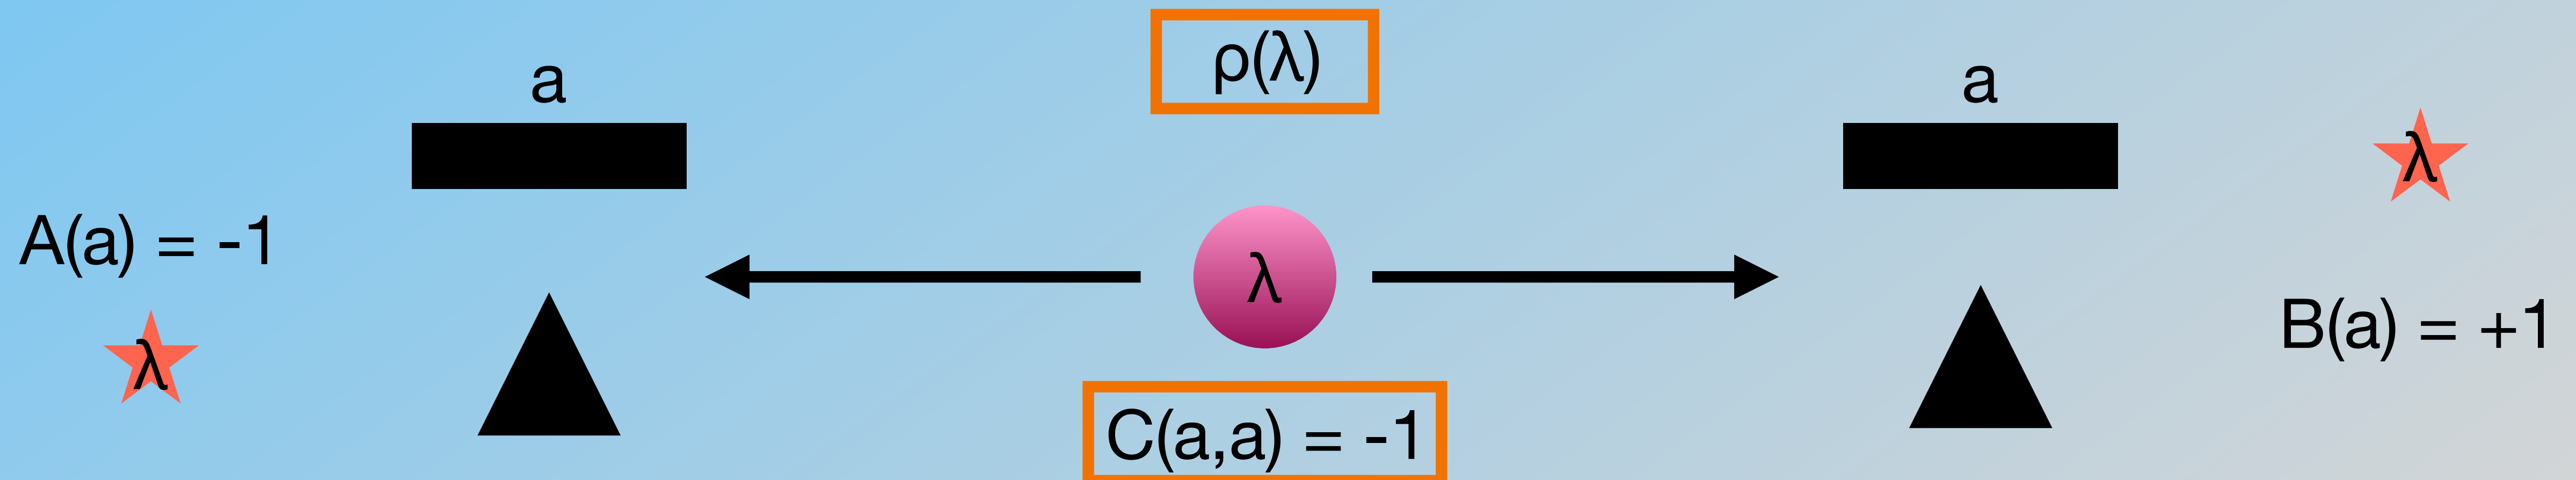 ρ(λ)
a
a
λ
A(a) = -1
λ
λ
B(a) = +1
C(a,a) = -1